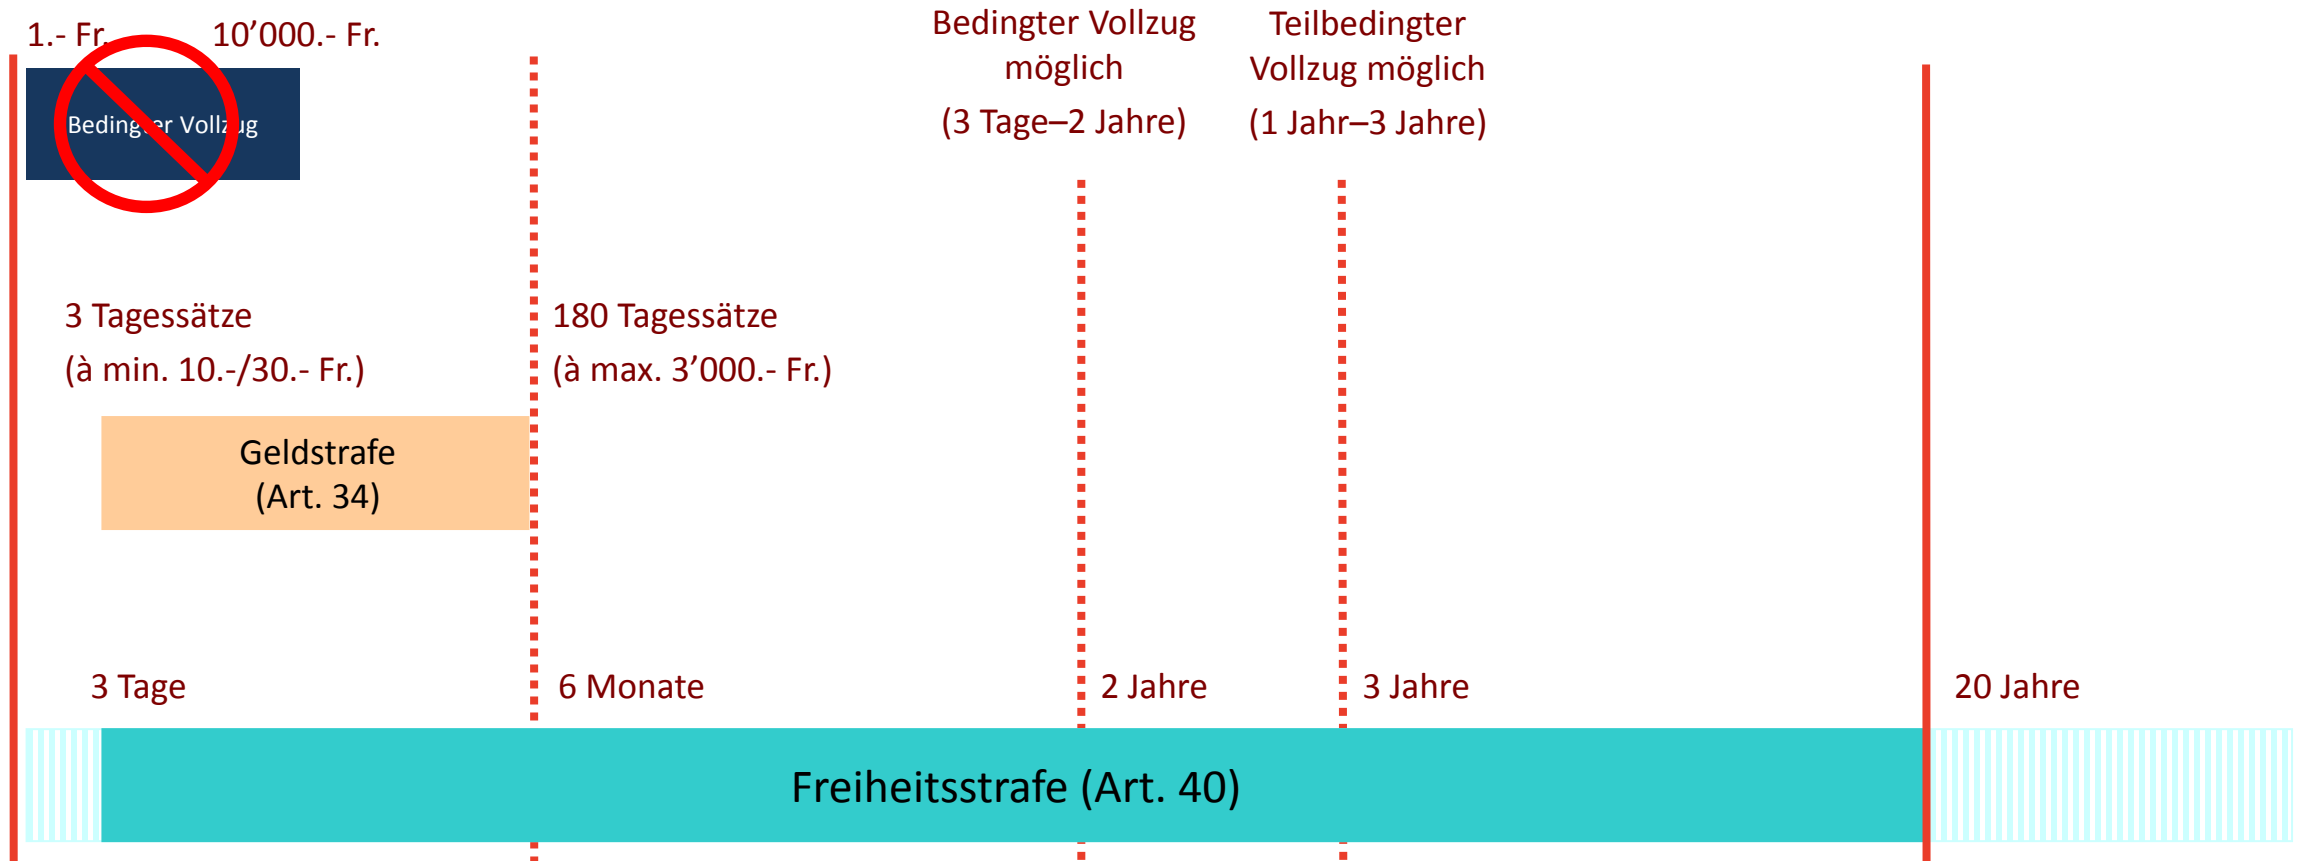 1.- Fr.
10’000.- Fr.
Bedingter Vollzug
Bedingter Vollzug
möglich
(3 Tage–2 Jahre)
Teilbedingter
Vollzug möglich
(1 Jahr–3 Jahre)
3 Tagessätze
(à min. 10.-/30.- Fr.)
180 Tagessätze
(à max. 3’000.- Fr.)
Geldstrafe
(Art. 34)
3 Tage
6 Monate
2 Jahre
3 Jahre
20 Jahre
Freiheitsstrafe (Art. 40)